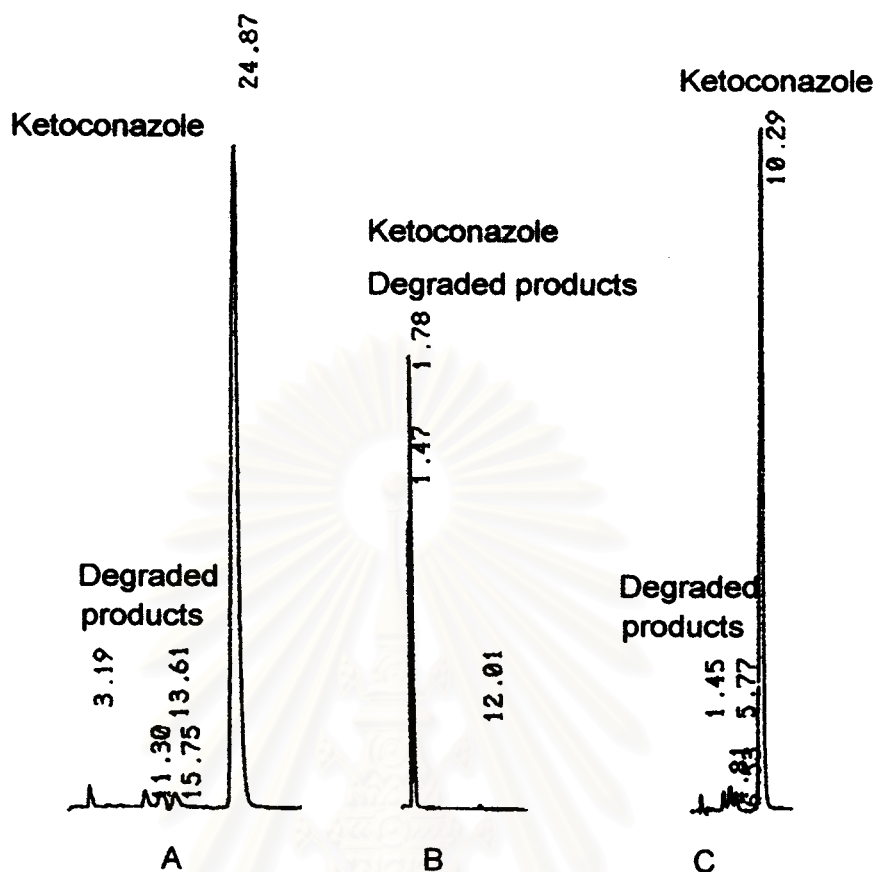 24.87
Ketoconazole
3.19
13.61
1.30
15.75
Degraded
products
A
Ketoconazole
Degraded products
1.78
1.47
12.01
B
Ketoconazole
10.29
Degraded
products
1.45
5.77
C